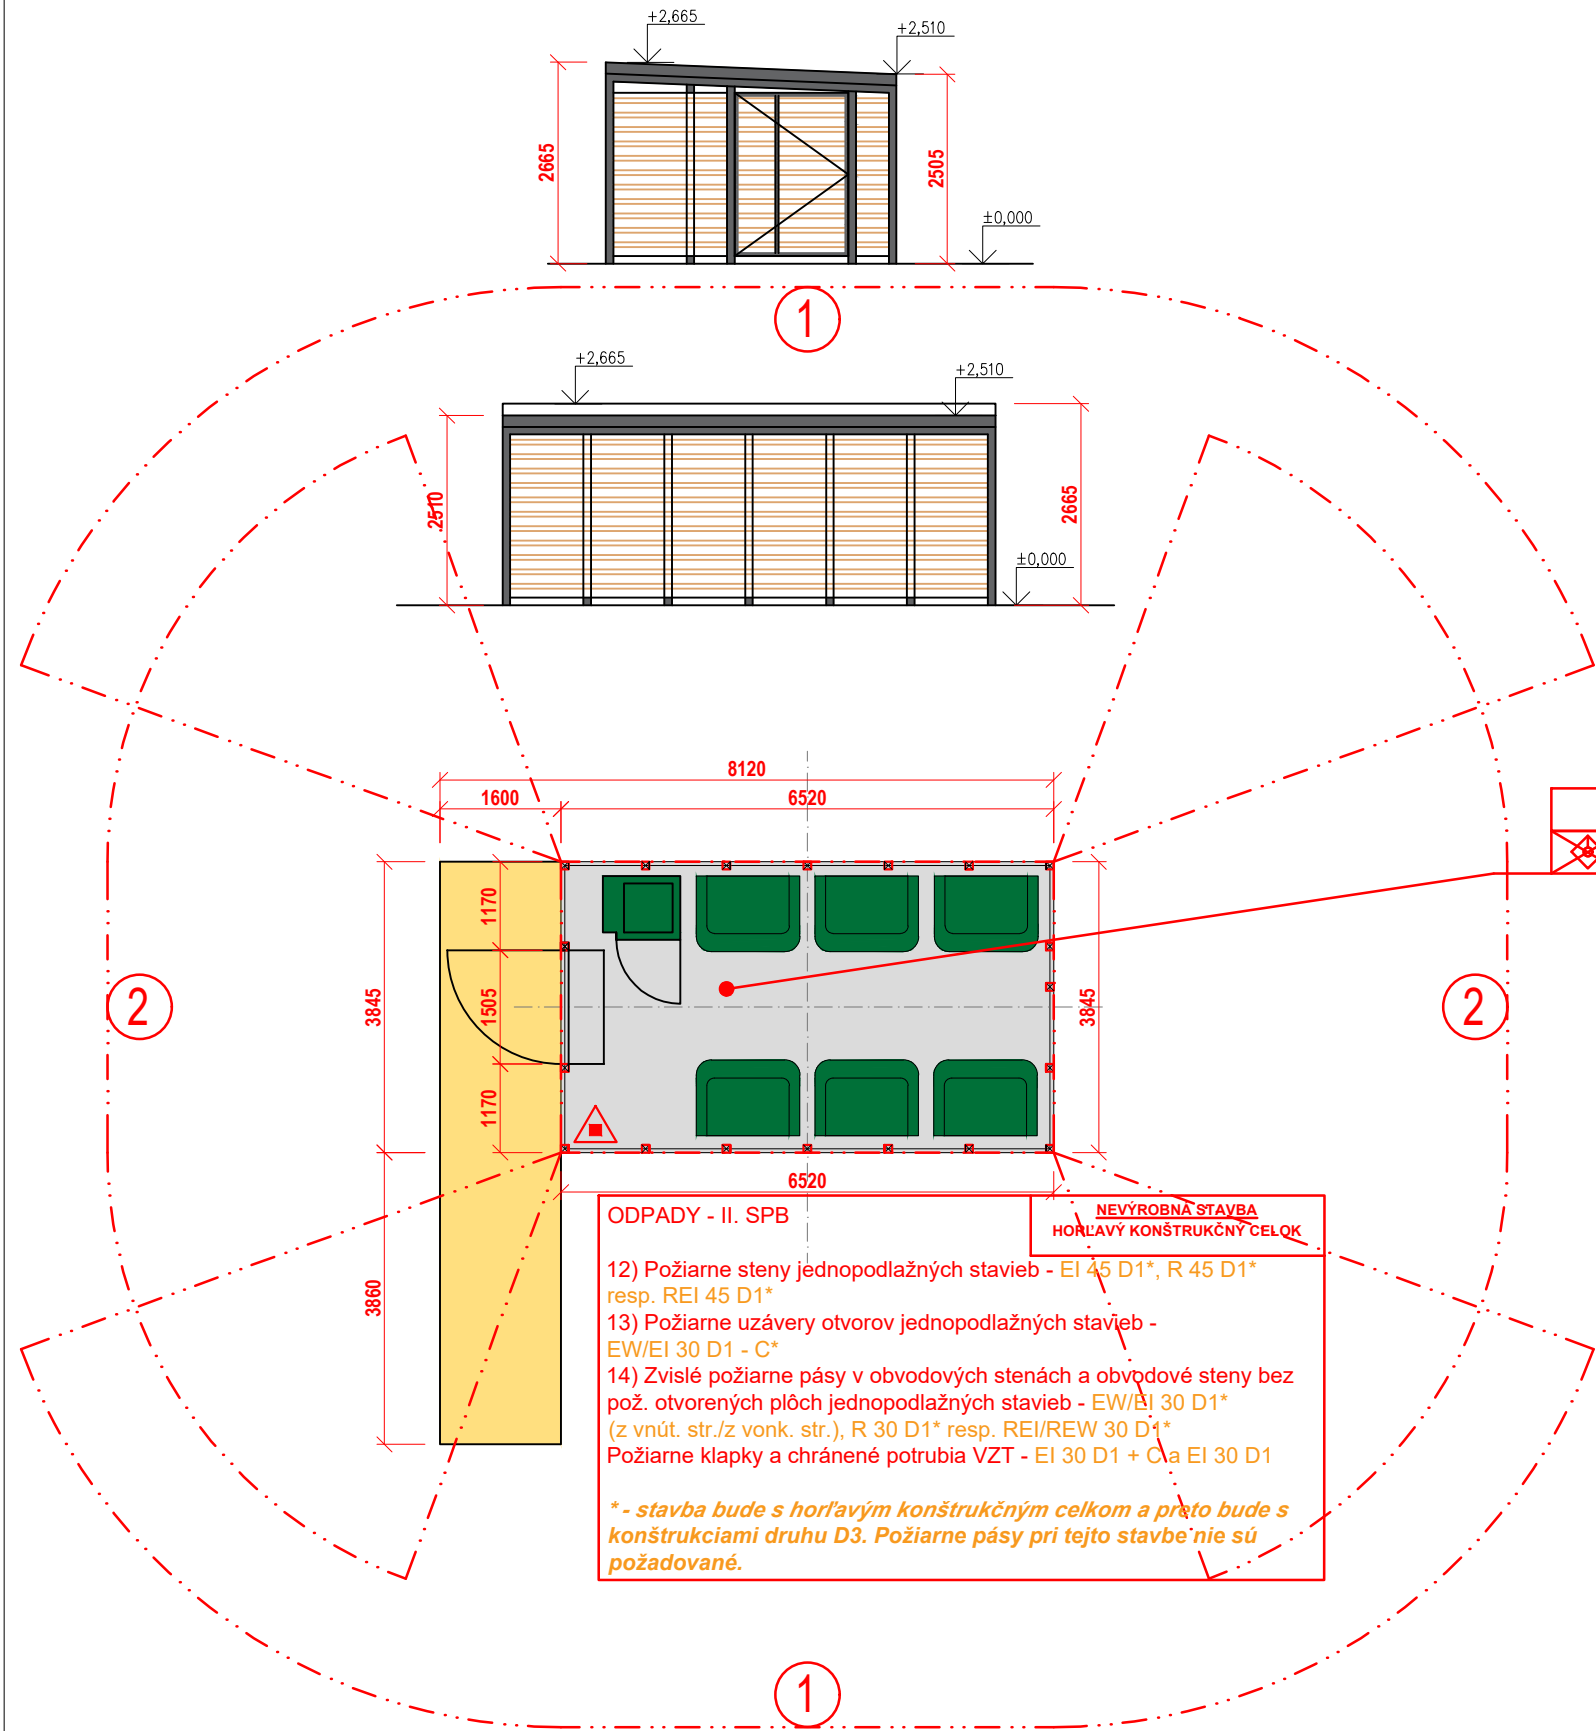 +2,665
+2,510
2665
2505
±0,000
1
+2,665
+2,510
2510
2665
±0,000
8120
1600
6520
1170
3845
1505
3845
2
2
1170
6520
3860
ODPADY - II. SPB
NEVÝROBNÁ STAVBA
HORĽAVÝ KONŠTRUKČNÝ CELOK
12) Požiarne steny jednopodlažných stavieb - EI 45 D1*, R 45 D1*
resp. REI 45 D1*
13) Požiarne uzávery otvorov jednopodlažných stavieb -
EW/EI 30 D1 - C*
14) Zvislé požiarne pásy v obvodových stenách a obvodové steny bez
pož. otvorených plôch jednopodlažných stavieb - EW/EI 30 D1*
(z vnút. str./z vonk. str.), R 30 D1* resp. REI/REW 30 D1*
Požiarne klapky a chránené potrubia VZT - EI 30 D1 + C a EI 30 D1
* - stavba bude s horľavým konštrukčným celkom a preto bude s
konštrukciami druhu D3. Požiarne pásy pri tejto stavbe nie sú
požadované.
1